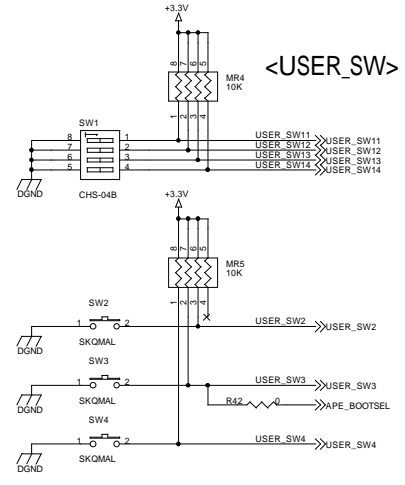 +3.3V
<USER_SW>
8 7 6 5
MR4
10K
1 2 3 4
SW1
8 1 USER_SW11 USER_SW11
7 2 USER_SW12 USER_SW12
6 3 USER_SW13 USER_SW13
5 4 USER_SW14 USER_SW14
DGND
CHS-04B
+3.3V
8 7 6 5
MR5
10K
1 2 3 4
SW2
1 2 USER_SW2 USER_SW2
DGND
SKQMAL
SW3
1 2 USER_SW3 USER_SW3
DGND
SKQMAL
R42 0 APE_BOOTSEL
SW4
1 2 USER_SW4 USER_SW4
DGND
SKQMAL